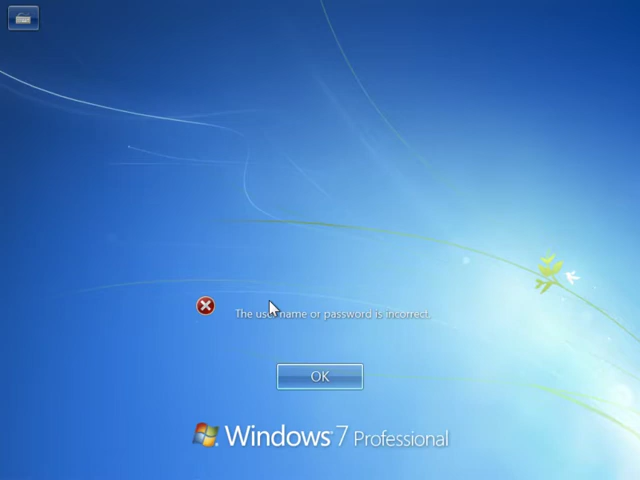 The user name or password is incorrect.
OK
Windows 7 Professional